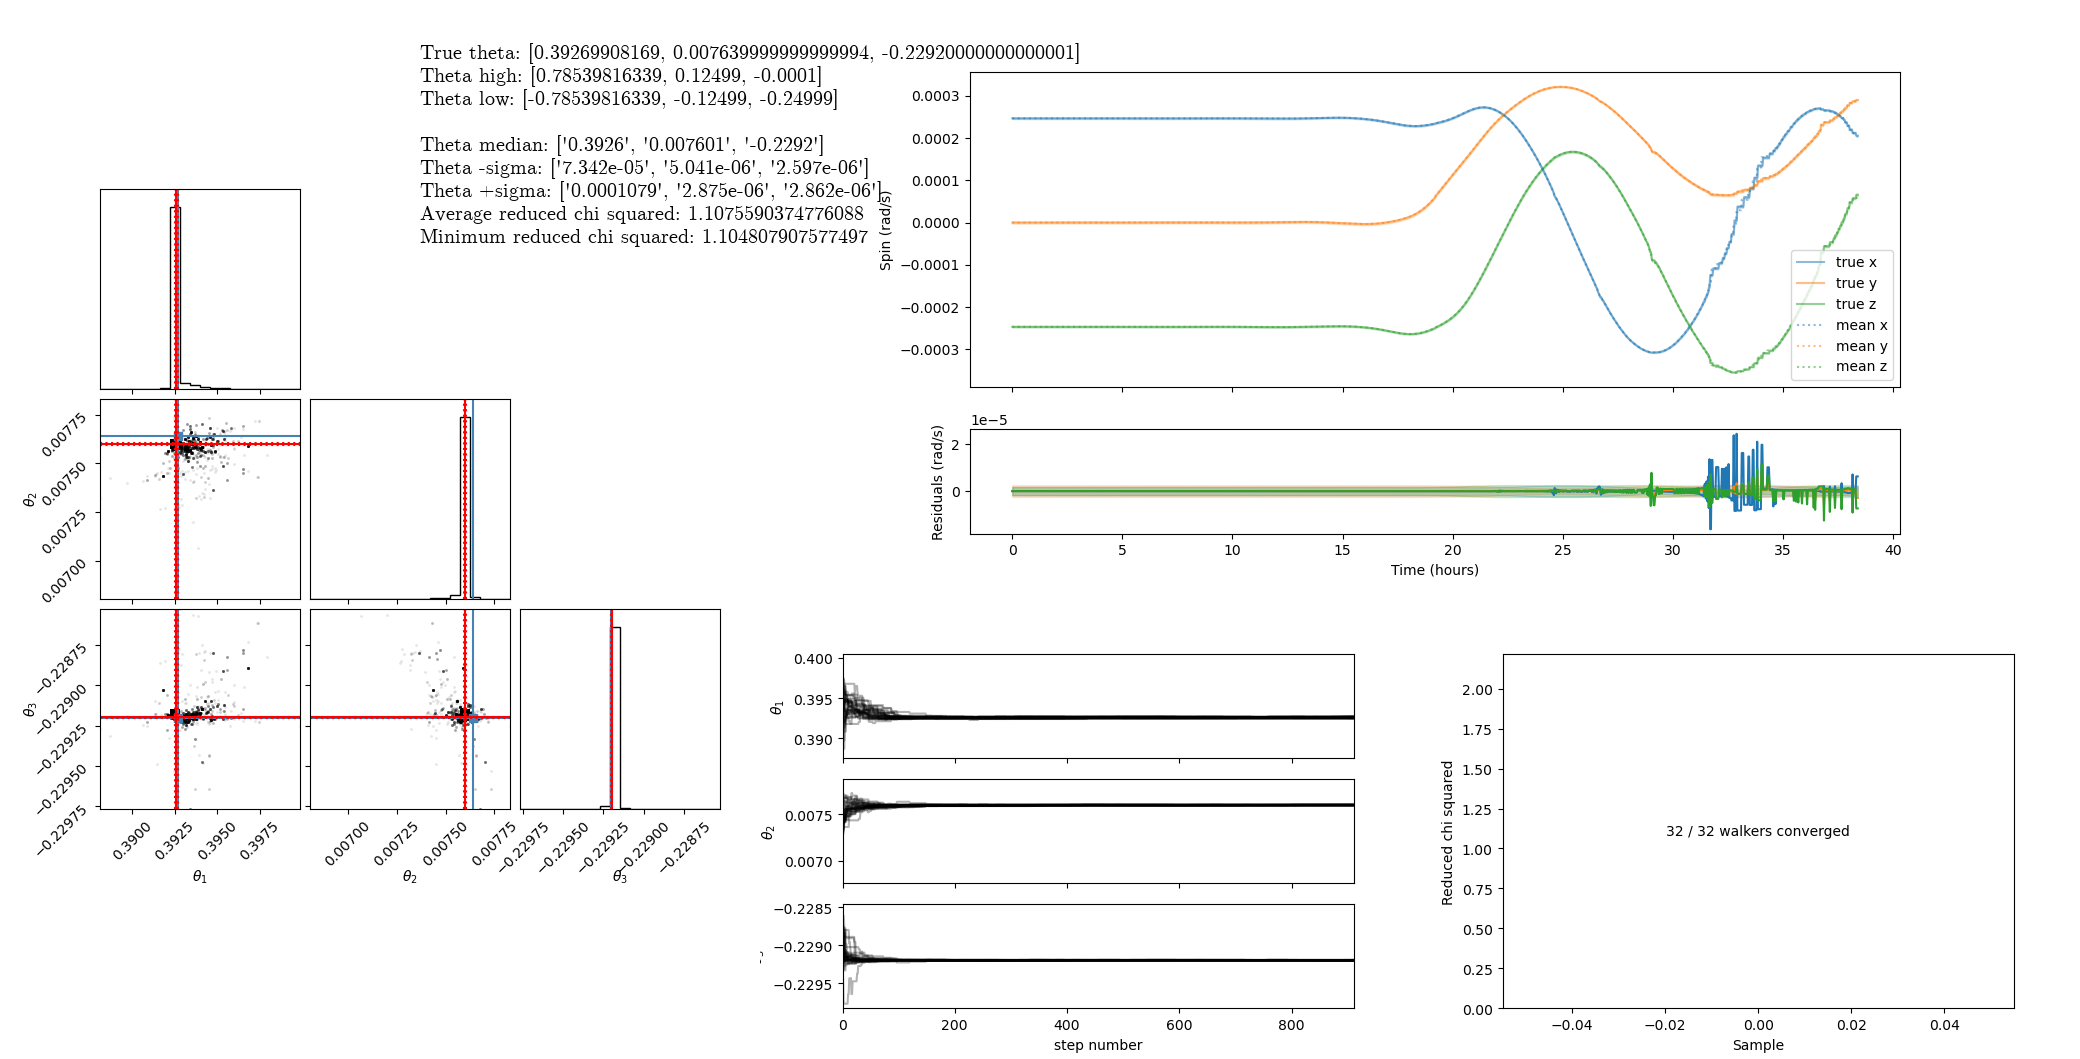 True theta: [0.39269908169, 0.007639999999999994, -0.22920000000000001]
Theta high: [0.78539816339, 0.12499, -0.0001]
Theta low: [-0.78539816339, -0.12499, -0.24999]
Theta median: ['0.3926', '0.007601', '-0.2292']
Theta -sigma: ['7.342e-05', '5.041e-06', '2.597e-06']
Theta +sigma: ['0.0001079', '2.875e-06', '2.862e-06']
Average reduced chi squared: 1.1075590374776088
Minimum reduced chi squared: 1.104807907577497
0.00775
0.00750
0.00725
0.00700
θ2
−0.22875
−0.22900
−0.22925
−0.22950
−0.22975
θ3
0.3900 0.3925 0.3950 0.3975
θ1
0.00700 0.00725 0.00750 0.00775
θ2
−0.22975 −0.22950 −0.22925 −0.22900 −0.22875
θ3
0.0003
0.0002
0.0001
0.0000
−0.0001
−0.0002
−0.0003
Spin (rad/s)
true x
true y
true z
mean x
mean y
mean z
1e−5
2
0
Residuals (rad/s)
0 5 10 15 20 25 30 35 40
Time (hours)
0.400
0.395
0.390
θ1
0.0075
0.0070
θ2
−0.2285
−0.2290
−0.2295
0 200 400 600 800
step number
2.00
1.75
1.50
1.25
1.00
0.75
0.50
0.25
0.00
Reduced chi squared
32 / 32 walkers converged
−0.04 −0.02 0.00 0.02 0.04
Sample